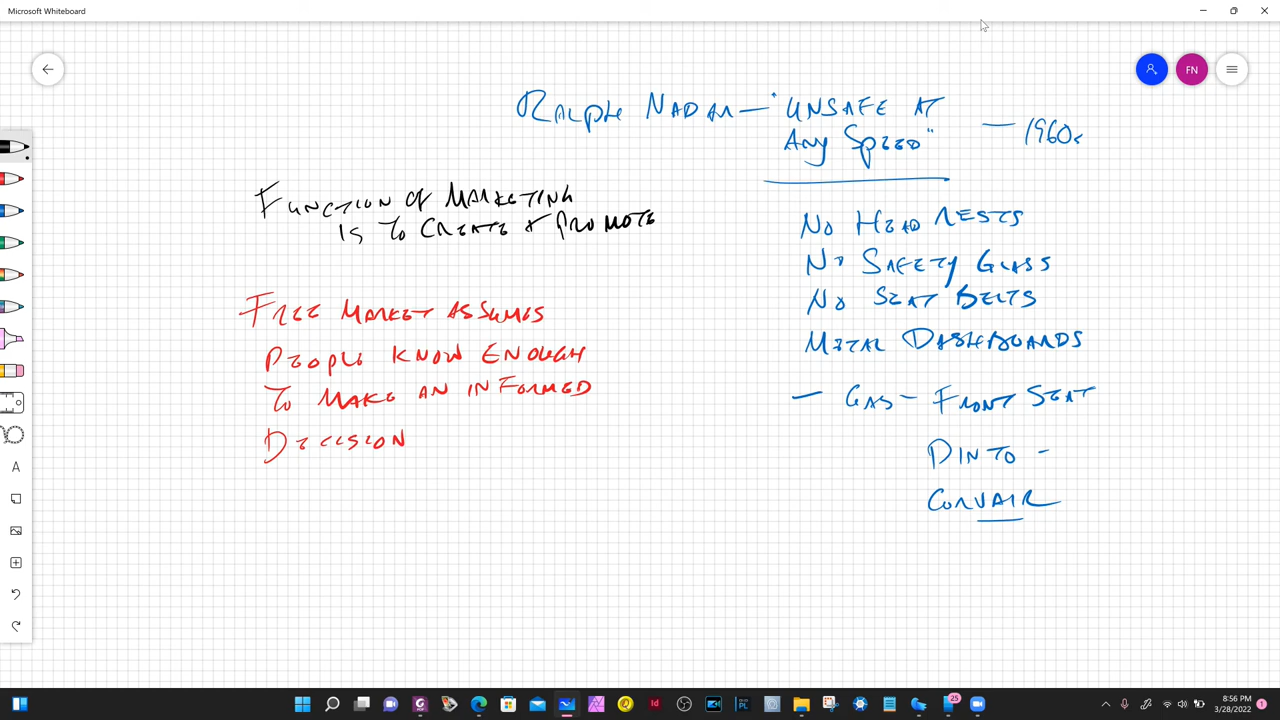 Microsoft Whiteboard
FN
RALPH NADAR — "UNSAFE AT
ANY SPEED" — 1960s
FUNCTION OF MARKETING
IS TO CREATE & PROMOTE
NO HEAD RESTS
NO SAFETY GLASS
NO SEAT BELTS
METAL DASHBOARDS
FREE MARKET ASSUMES
PEOPLE KNOW ENOUGH
TO MAKE AN INFORMED
DECISION
— GAS - FRONT SEAT
PINTO -
CORVAIR
A
25
8:56 PM
3/28/2022